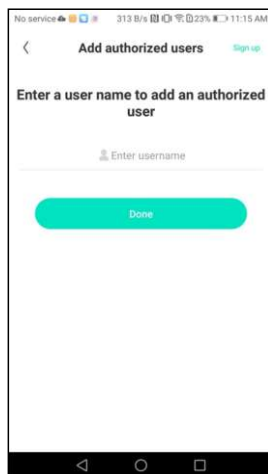 No service 313 B/s 23% 11:15 AM
Add authorized users Sign up
Enter a user name to add an authorized
user
Enter username
Done